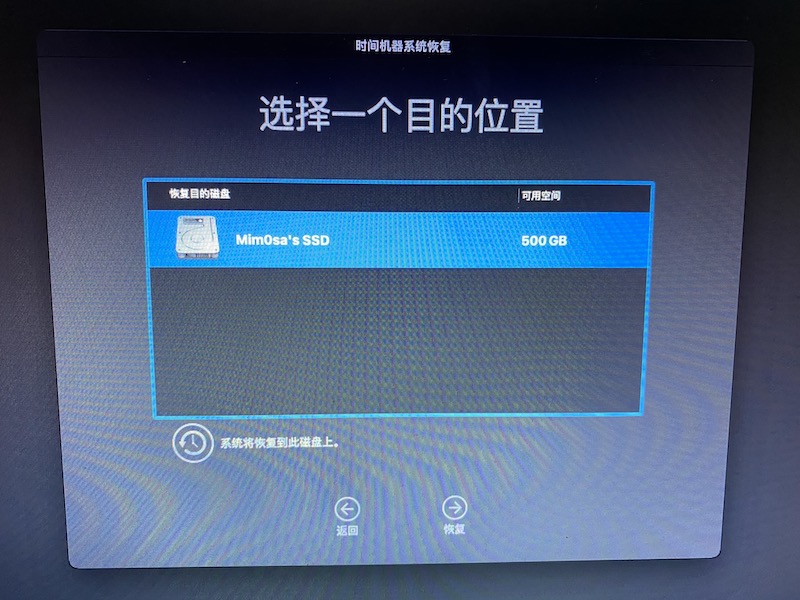 时间机器系统恢复
选择一个目的位置
恢复目的磁盘 可用空间
Mim0sa's SSD 500 GB
系统将恢复到此磁盘上。
返回 恢复